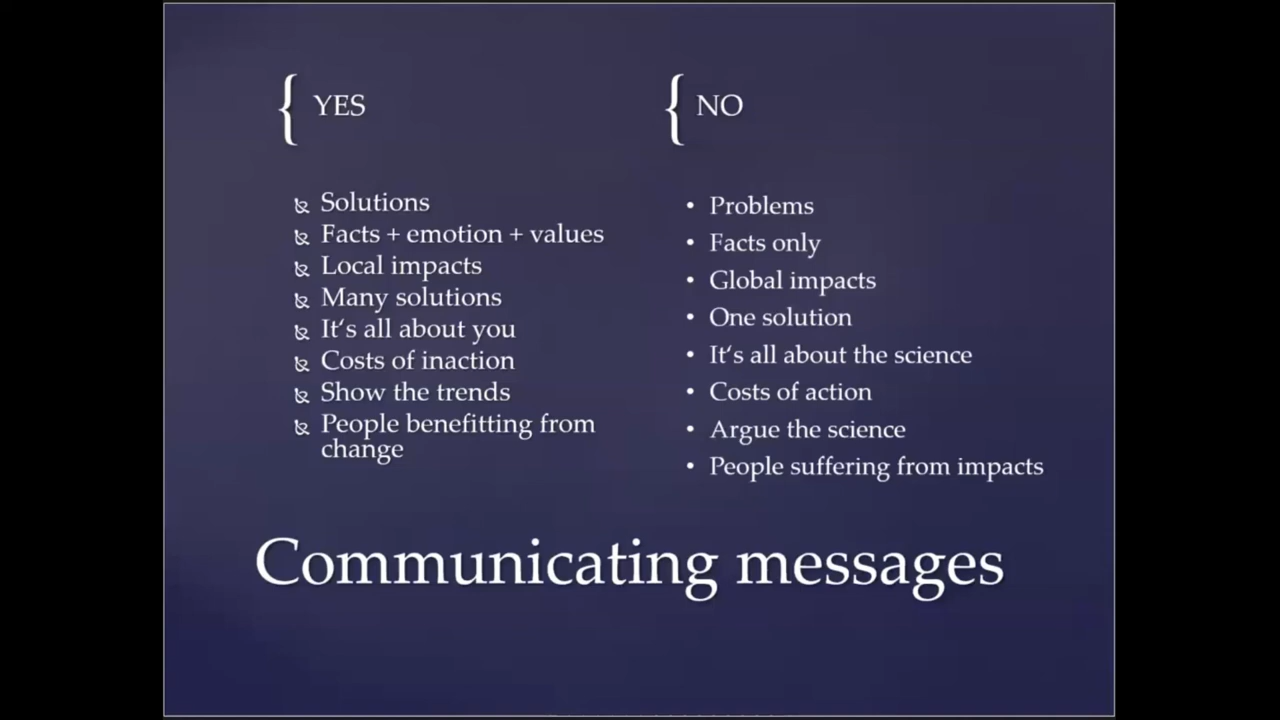 YES
Solutions
Facts + emotion + values
Local impacts
Many solutions
It‘s all about you
Costs of inaction
Show the trends
People benefitting from
change
NO
Problems
Facts only
Global impacts
One solution
It‘s all about the science
Costs of action
Argue the science
People suffering from impacts
Communicating messages